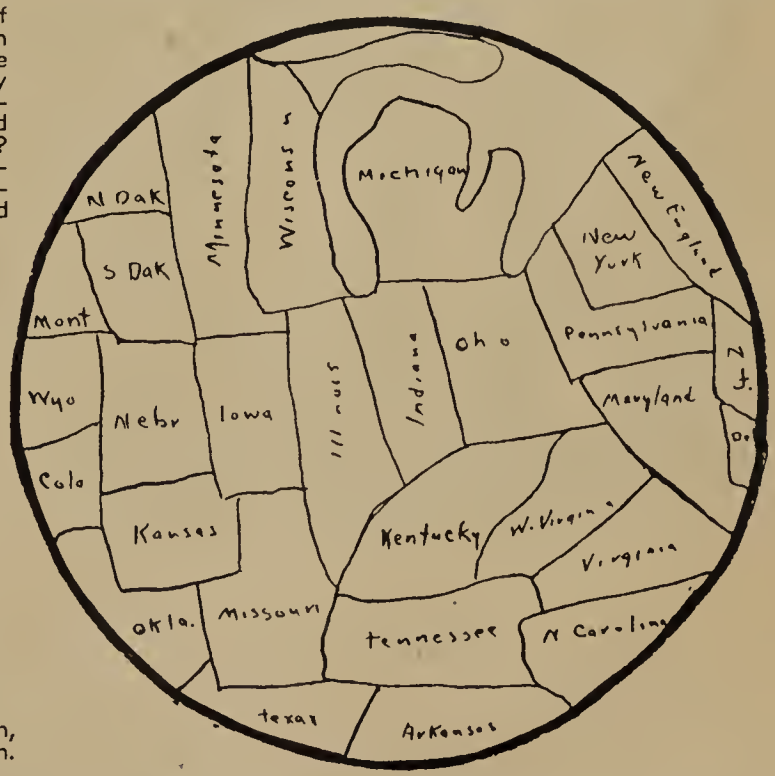 N Dak
Minnesota
Wisconsin
Michigan
New England
New
York
S Dak
Mont
Pennsylvania
N J.
Ohio
Indiana
Illinois
Iowa
Nebr
Wyo
Maryland
De
Colo
Kansas
Kentucky
W. Virginia
Virginia
Okla.
Missouri
Tennessee
N Carolina
texas
Arkansas